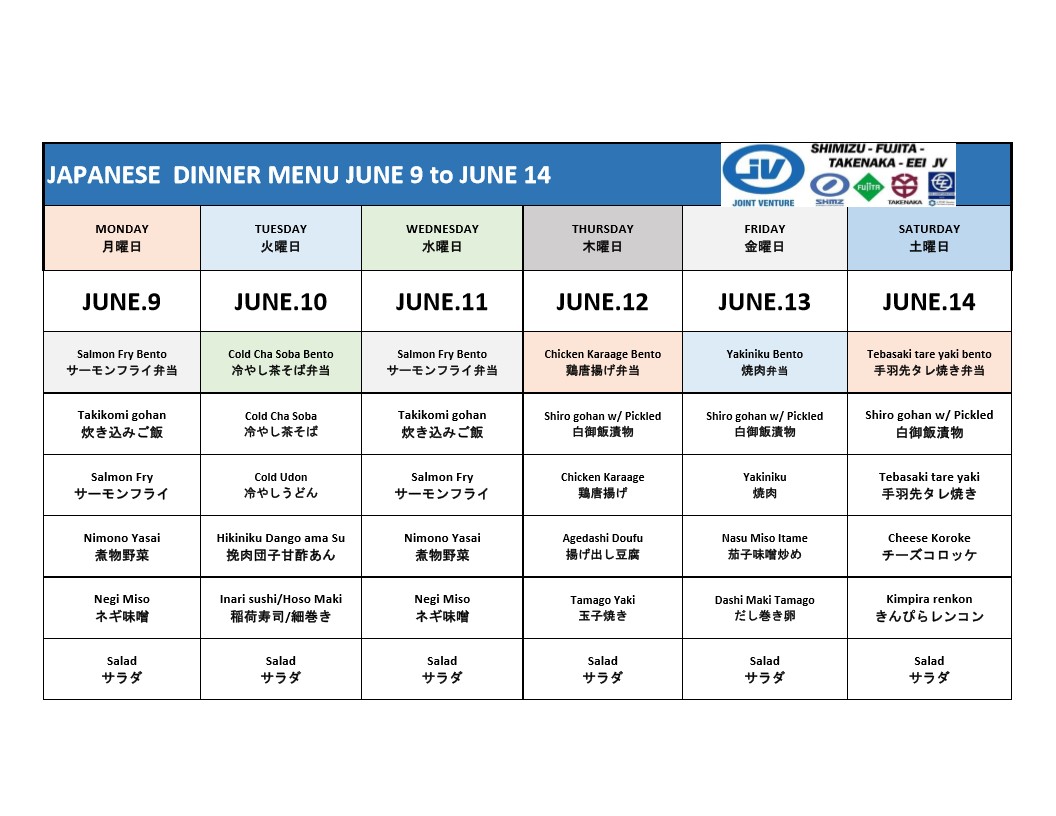 JAPANESE DINNER MENU JUNE 9 to JUNE 14
SHIMIZU - FUJITA -
TAKENAKA - EEI JV
JV
JOINT VENTURE
SHMZ
FUJITA
TAKENAKA
EEI
MONDAY
月曜日
TUESDAY
火曜日
WEDNESDAY
水曜日
THURSDAY
木曜日
FRIDAY
金曜日
SATURDAY
土曜日
JUNE.9
JUNE.10
JUNE.11
JUNE.12
JUNE.13
JUNE.14
Salmon Fry Bento
サーモンフライ弁当
Cold Cha Soba Bento
冷やし茶そば弁当
Salmon Fry Bento
サーモンフライ弁当
Chicken Karaage Bento
鶏唐揚げ弁当
Yakiniku Bento
焼肉弁当
Tebasaki tare yaki bento
手羽先タレ焼き弁当
Takikomi gohan
炊き込みご飯
Cold Cha Soba
冷やし茶そば
Takikomi gohan
炊き込みご飯
Shiro gohan w/ Pickled
白御飯漬物
Shiro gohan w/ Pickled
白御飯漬物
Shiro gohan w/ Pickled
白御飯漬物
Salmon Fry
サーモンフライ
Cold Udon
冷やしうどん
Salmon Fry
サーモンフライ
Chicken Karaage
鶏唐揚げ
Yakiniku
焼肉
Tebasaki tare yaki
手羽先タレ焼き
Nimono Yasai
煮物野菜
Hikiniku Dango ama Su
挽肉団子甘酢あん
Nimono Yasai
煮物野菜
Agedashi Doufu
揚げ出し豆腐
Nasu Miso Itame
茄子味噌炒め
Cheese Koroke
チーズコロッケ
Negi Miso
ネギ味噌
Inari sushi/Hoso Maki
稲荷寿司/細巻き
Negi Miso
ネギ味噌
Tamago Yaki
玉子焼き
Dashi Maki Tamago
だし巻き卵
Kimpira renkon
きんぴらレンコン
Salad
サラダ
Salad
サラダ
Salad
サラダ
Salad
サラダ
Salad
サラダ
Salad
サラダ